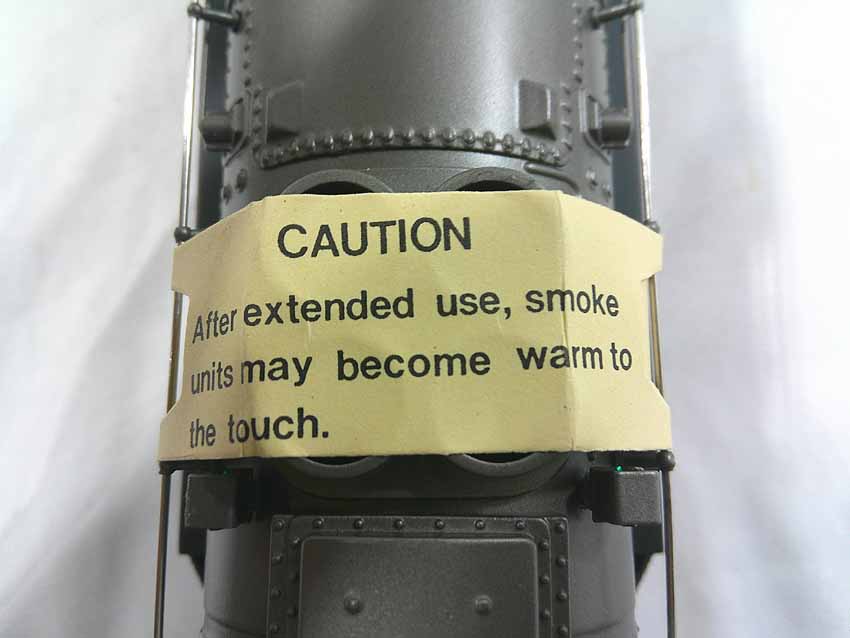 CAUTION
After extended use, smoke
units may become warm to
the touch.